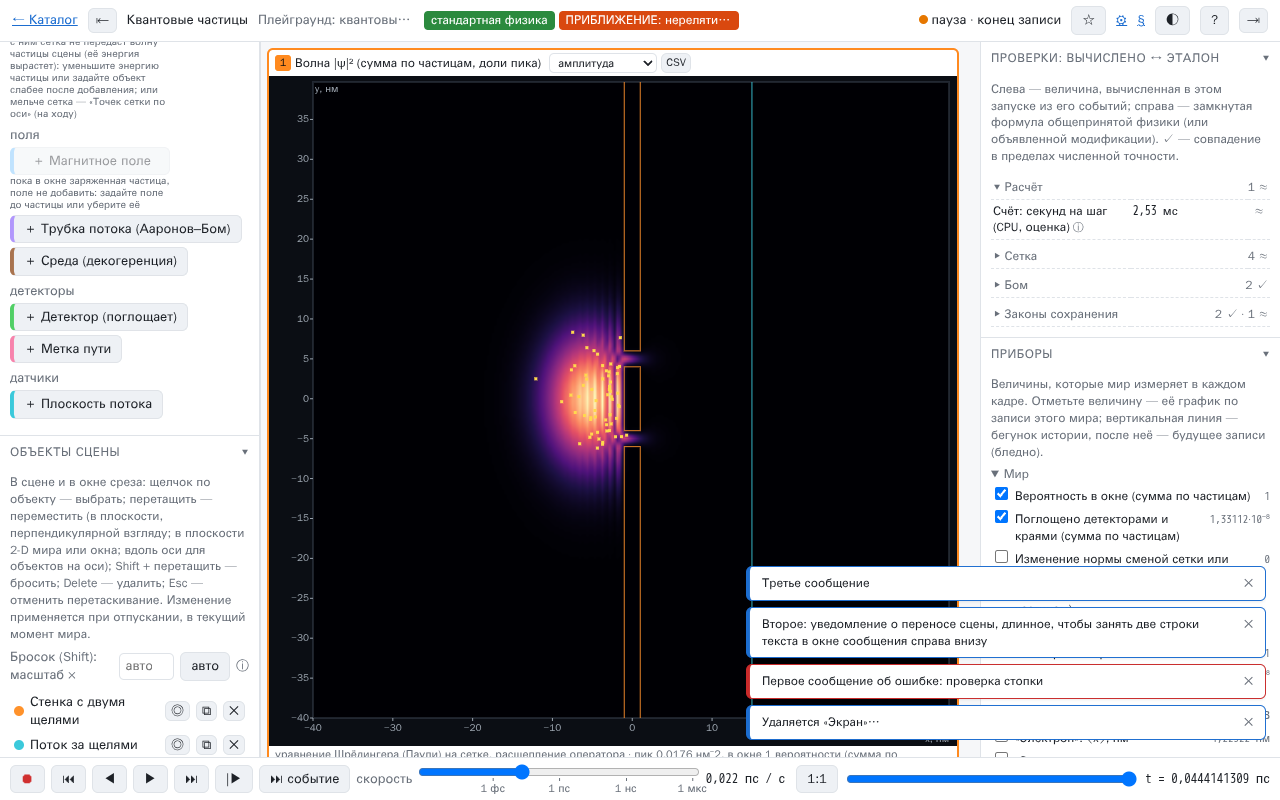 ← Каталог
Квантовые частицы
Плейграунд: квантовы⋯
стандартная физика
ПРИБЛИЖЕНИЕ: нереляти⋯
пауза · конец записи
§
?
с ним сетка не передаст волну
частицы сцены (её энергия
вырастет): уменьшите энергию
частицы или задайте объект
слабее после добавления; или
мельче сетка — «Точек сетки по
оси» (на ходу)
поля
+ Магнитное поле
пока в окне заряженная частица,
поле не добавить: задайте поле
до частицы или уберите её
+ Трубка потока (Ааронов–Бом)
+ Среда (декогеренция)
детекторы
+ Детектор (поглощает)
+ Метка пути
датчики
+ Плоскость потока
ОБЪЕКТЫ СЦЕНЫ
В сцене и в окне среза: щелчок по
объекту — выбрать; перетащить —
переместить (в плоскости,
перпендикулярной взгляду; в плоскости
2-D мира или окна; вдоль оси для
объектов на оси); Shift + перетащить —
бросить; Delete — удалить; Esc —
отменить перетаскивание. Изменение
применяется при отпускании, в текущий
момент мира.
Бросок (Shift):
масштаб ×
авто
авто
Стенка с двумя
щелями
Поток за щелями
1
Волна |ψ|² (сумма по частицам, доли пика)
амплитуда
CSV
y, нм
35
30
25
20
15
10
5
0
−5
−10
−15
−20
−25
−30
−35
−40
−40
−30
−20
−10
0
10
уравнение Шрёдингера (Паули) на сетке, расщепление оператора · пик 0,0176 нм⁻2, в окне 1 вероятности (сумма по
ПРОВЕРКИ: ВЫЧИСЛЕНО ↔ ЭТАЛОН
Слева — величина, вычисленная в этом
запуске из его событий; справа — замкнутая
формула общепринятой физики (или
объявленной модификации). ✓ — совпадение
в пределах численной точности.
Расчёт
1 ≈
Счёт: секунд на шаг
(CPU, оценка) ⓘ
2,53 мс
≈
Сетка
4 ≈
Бом
2 ✓
Законы сохранения
2 ✓ · 1 ≈
ПРИБОРЫ
Величины, которые мир измеряет в каждом
кадре. Отметьте величину — её график по
записи этого мира; вертикальная линия —
бегунок истории, после неё — будущее записи
(бледно).
Мир
Вероятность в окне (сумма по частицам)
1
Поглощено детекторами и
краями (сумма по частицам)
1,33112·10⁻⁸
Изменение нормы сменой сетки или
0
Третье сообщение
Второе: уведомление о переносе сцены, длинное, чтобы занять две строки
текста в окне сообщения справа внизу
Первое сообщение об ошибке: проверка стопки
Удаляется «Экран»⋯
событие
скорость
1 фс
1 пс
1 нс
1 мкс
0,022 пс / с
1:1
t = 0,0444141309 пс